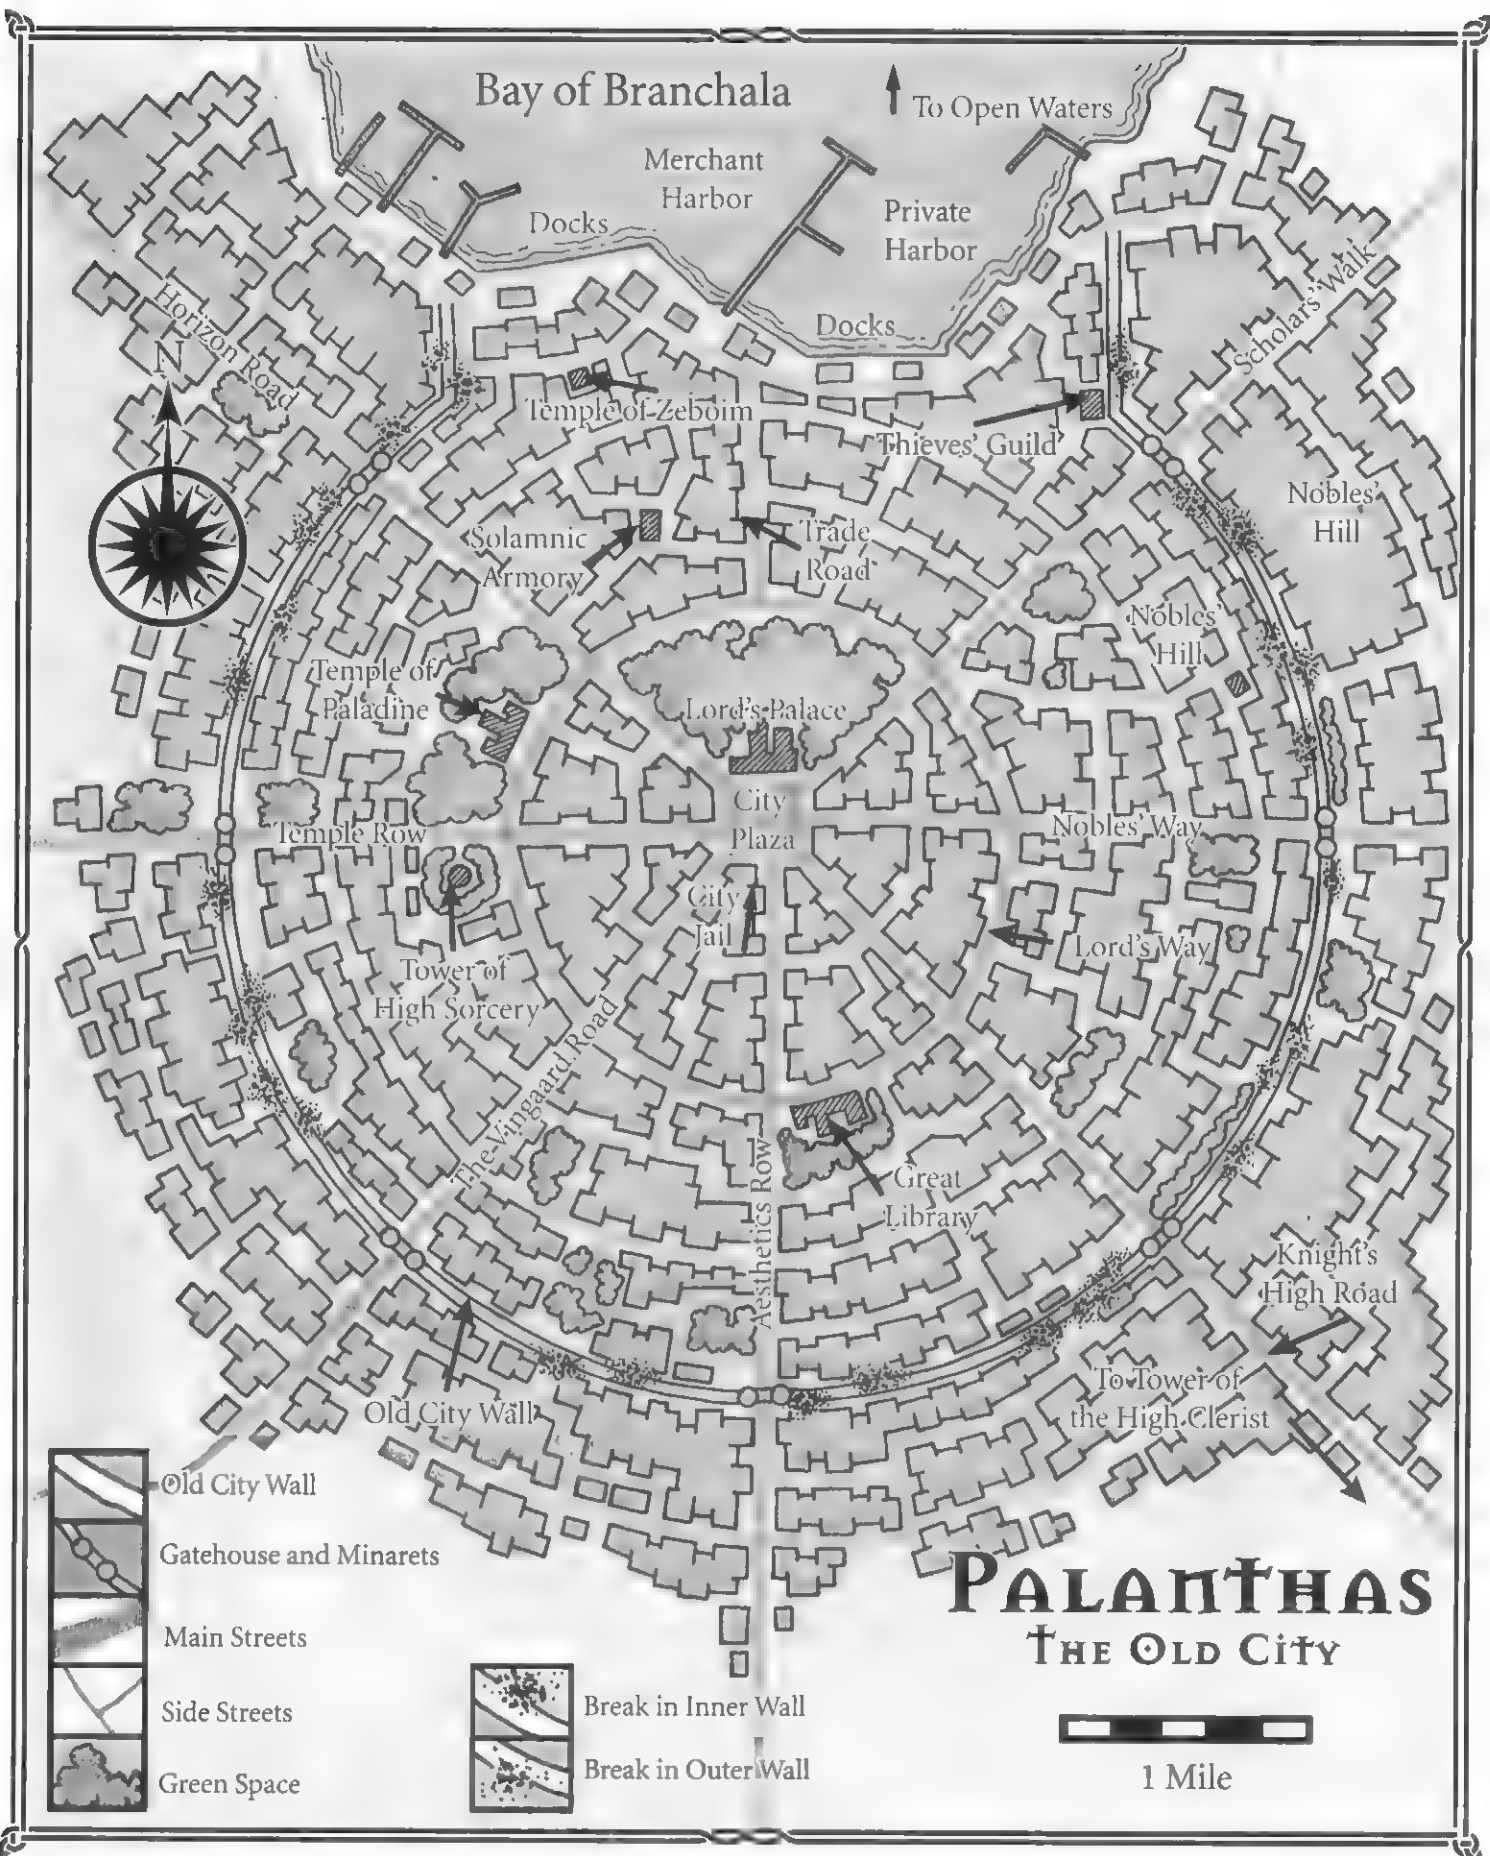 Bay of Branchala
To Open Waters
Merchant
Harbor
Private
Harbor
Docks
Docks
Scholars' Walk
Horizon Road
N
Temple of Zeboim
Thieves' Guild
Nobles'
Hill
Solamnic
Armory
Trade
Road
Nobles'
Hill
Temple of
Paladine
Lord's Palace
City
Plaza
Temple Row
Nobles' Way
City
Jail
Lord's Way
Tower of
High Sorcery
The Vingaard Road
Great
Library
Aesthetics Row
Knight's
High Road
To Tower of
the High Clerist
Old City Wall
Old City Wall
Gatehouse and Minarets
Main Streets
Side Streets
Green Space
Break in Inner Wall
Break in Outer Wall
PALANTHAS
THE OLD CITY
1 Mile